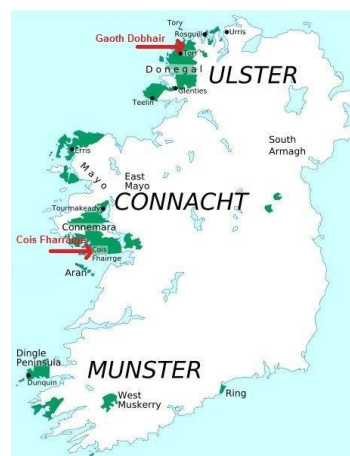 Tory
Rosguill
Urris
Gaoth Dobhair
Torr
Donegal
ULSTER
Glenties
Teelin
South
Armagh
Erris
Mayo
East
Mayo
CONNACHT
Tourmakeady
Connemara
Cois Fharraige
Cois
Fhairrge
Aran
Dingle
Peninsula
Dunquin
MUNSTER
West
Muskerry
Ring